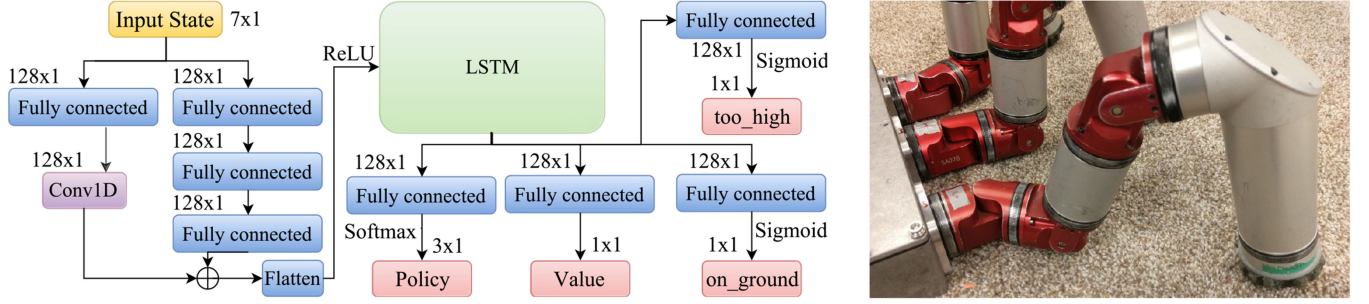 Input State
7x1
128x1
Fully connected
128x1
Conv1D
128x1
Fully connected
Fully connected
128x1
Fully connected
Flatten
ReLU
LSTM
128x1
Fully connected
Softmax
3x1
Policy
128x1
Fully connected
1x1
Value
128x1
Fully connected
Sigmoid
1x1
on_ground
Fully connected
128x1
Sigmoid
1x1
too_high